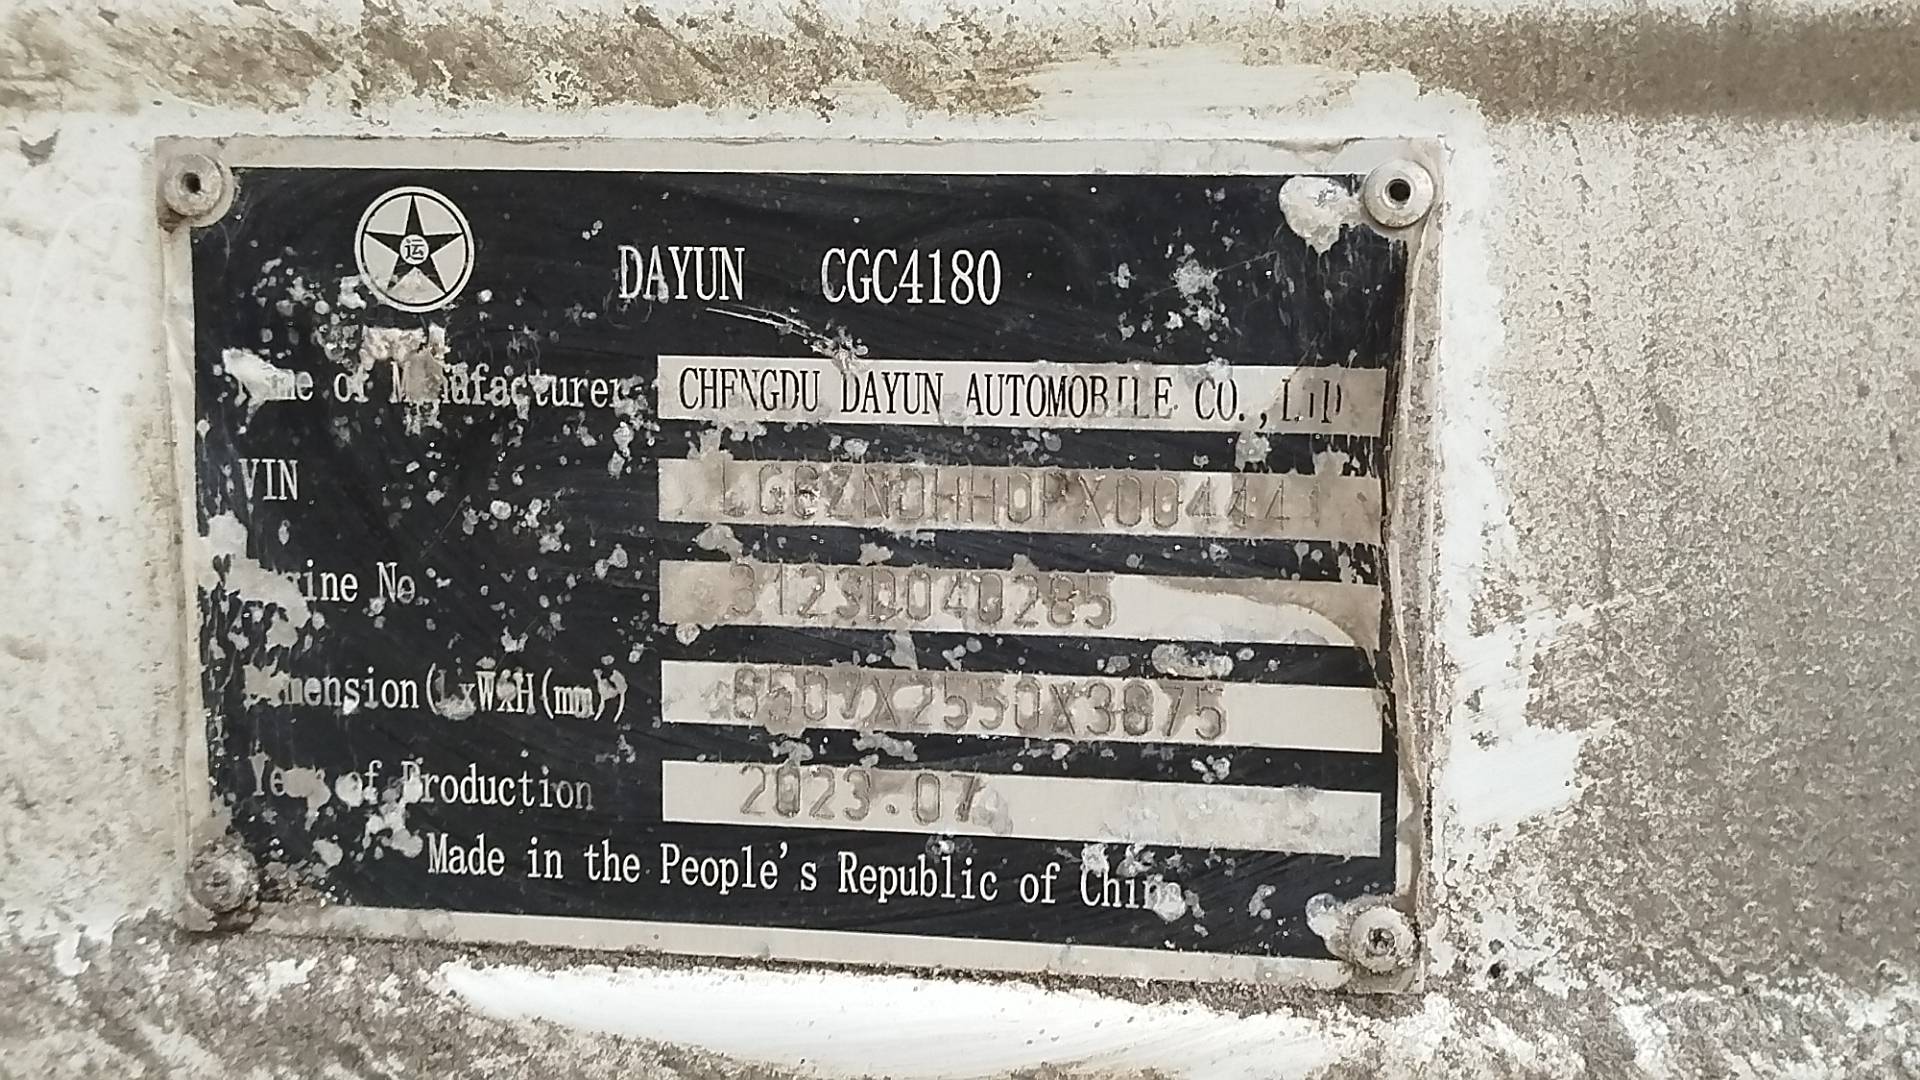 运
DAYUN CGC4180
Name of Manufacturer CHENGDU DAYUN AUTOMOBILE CO.,LTD
VIN
Engine No. 3123D040285
Dimension(LxWxH(mm))
Year of Production 2023.07
Made in the People's Republic of China